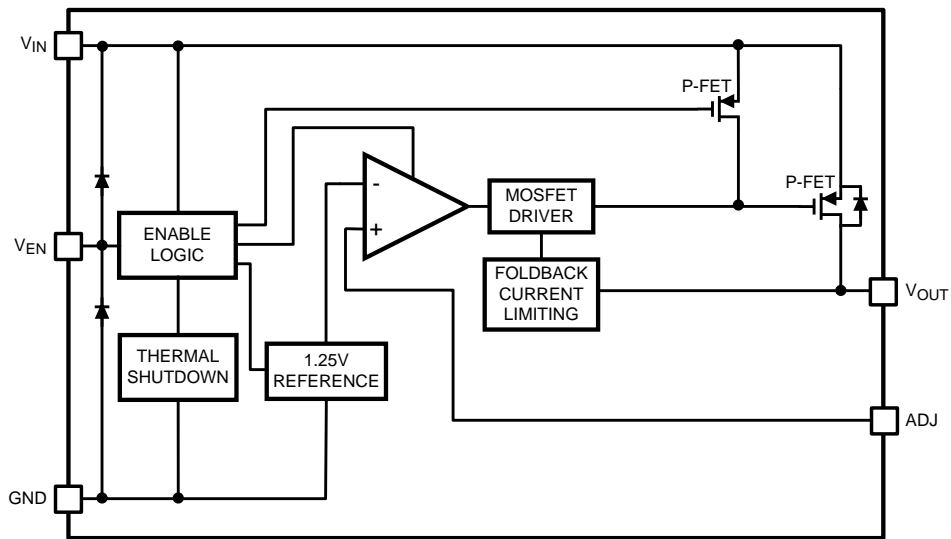 VIN
P-FET
P-FET
-
MOSFET
DRIVER
+
VEN
ENABLE
LOGIC
FOLDBACK
CURRENT
LIMITING
VOUT
THERMAL
SHUTDOWN
1.25V
REFERENCE
ADJ
GND